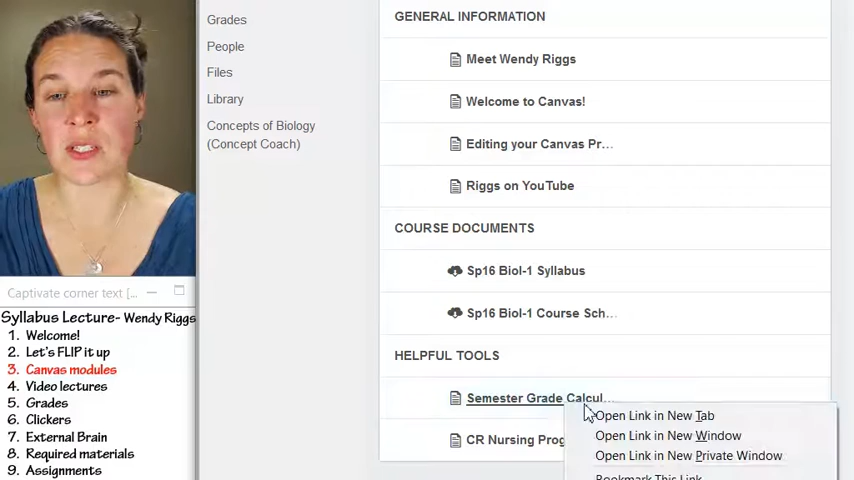 Grades
People
Files
Library
Concepts of Biology
(Concept Coach)
GENERAL INFORMATION
Meet Wendy Riggs
Welcome to Canvas!
Editing your Canvas Pr...
Riggs on YouTube
COURSE DOCUMENTS
Sp16 Biol-1 Syllabus
Sp16 Biol-1 Course Sch...
HELPFUL TOOLS
Semester Grade Calcul...
CR Nursing Prog
Open Link in New Tab
Open Link in New Window
Open Link in New Private Window
Bookmark This Link
Captivate corner text [...
Syllabus Lecture- Wendy Riggs
1. Welcome!
2. Let's FLIP it up
3. Canvas modules
4. Video lectures
5. Grades
6. Clickers
7. External Brain
8. Required materials
9. Assignments